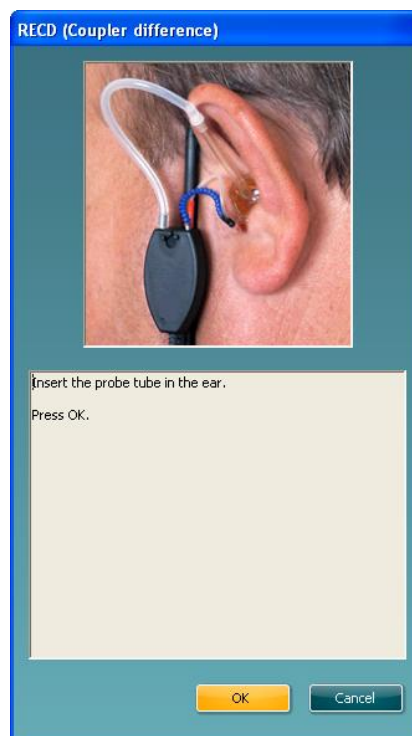 RECD (Coupler difference)
Insert the probe tube in the ear.
Press OK.
OK
Cancel